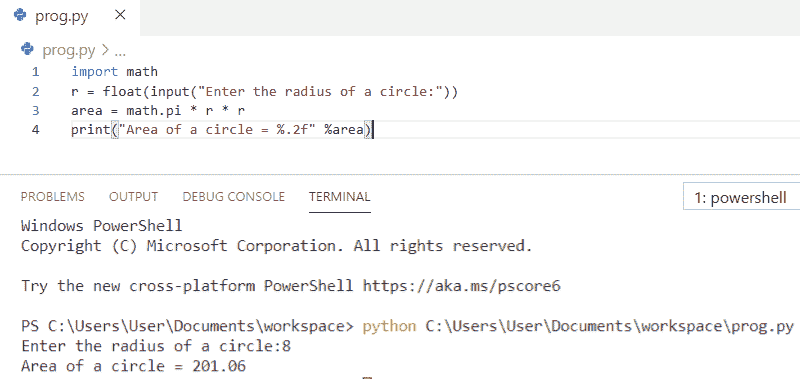 prog.py
prog.py > ...
1 import math
2 r = float(input("Enter the radius of a circle:"))
3 area = math.pi * r * r
4 print("Area of a circle = %.2f" %area)
PROBLEMS OUTPUT DEBUG CONSOLE TERMINAL 1: powershell
Windows PowerShell
Copyright (C) Microsoft Corporation. All rights reserved.
Try the new cross-platform PowerShell https://aka.ms/pscore6
PS C:\Users\User\Documents\workspace> python C:\Users\User\Documents\workspace\prog.py
Enter the radius of a circle:8
Area of a circle = 201.06